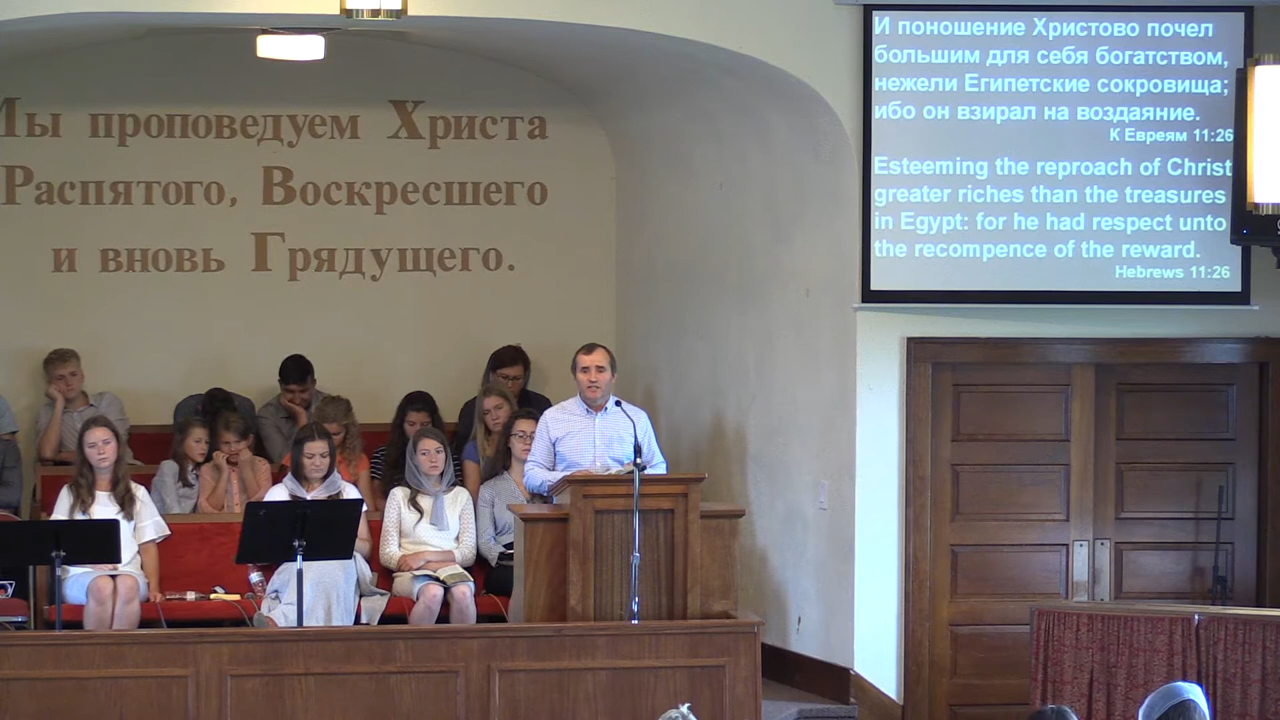 Мы проповедуем Христа
Распятого, Воскресшего
и вновь Грядущего.
И поношение Христово почел
большим для себя богатством,
нежели Египетские сокровища;
ибо он взирал на воздаяние.
К Евреям 11:26
Esteeming the reproach of Christ
greater riches than the treasures
in Egypt: for he had respect unto
the recompence of the reward.
Hebrews 11:26